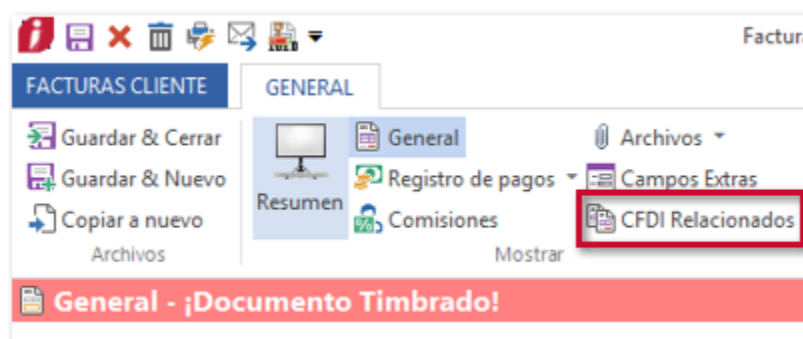 Factura
FACTURAS CLIENTE GENERAL
Guardar & Cerrar General Archivos
Guardar & Nuevo Registro de pagos Campos Extras
Resumen
Copiar a nuevo Comisiones CFDI Relacionados
Archivos Mostrar
General - ¡Documento Timbrado!